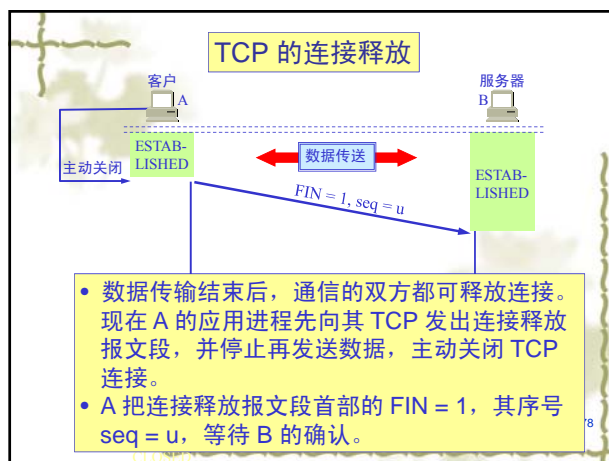 TCP 的连接释放
客户
服务器
A
B
ESTAB-
LISHED
数据传送
ESTAB-
LISHED
主动关闭
FIN = 1, seq = u
• 数据传输结束后，通信的双方都可释放连接。
现在 A 的应用进程先向其 TCP 发出连接释放
报文段，并停止再发送数据，主动关闭 TCP
连接。
• A 把连接释放报文段首部的 FIN = 1，其序号
seq = u，等待 B 的确认。